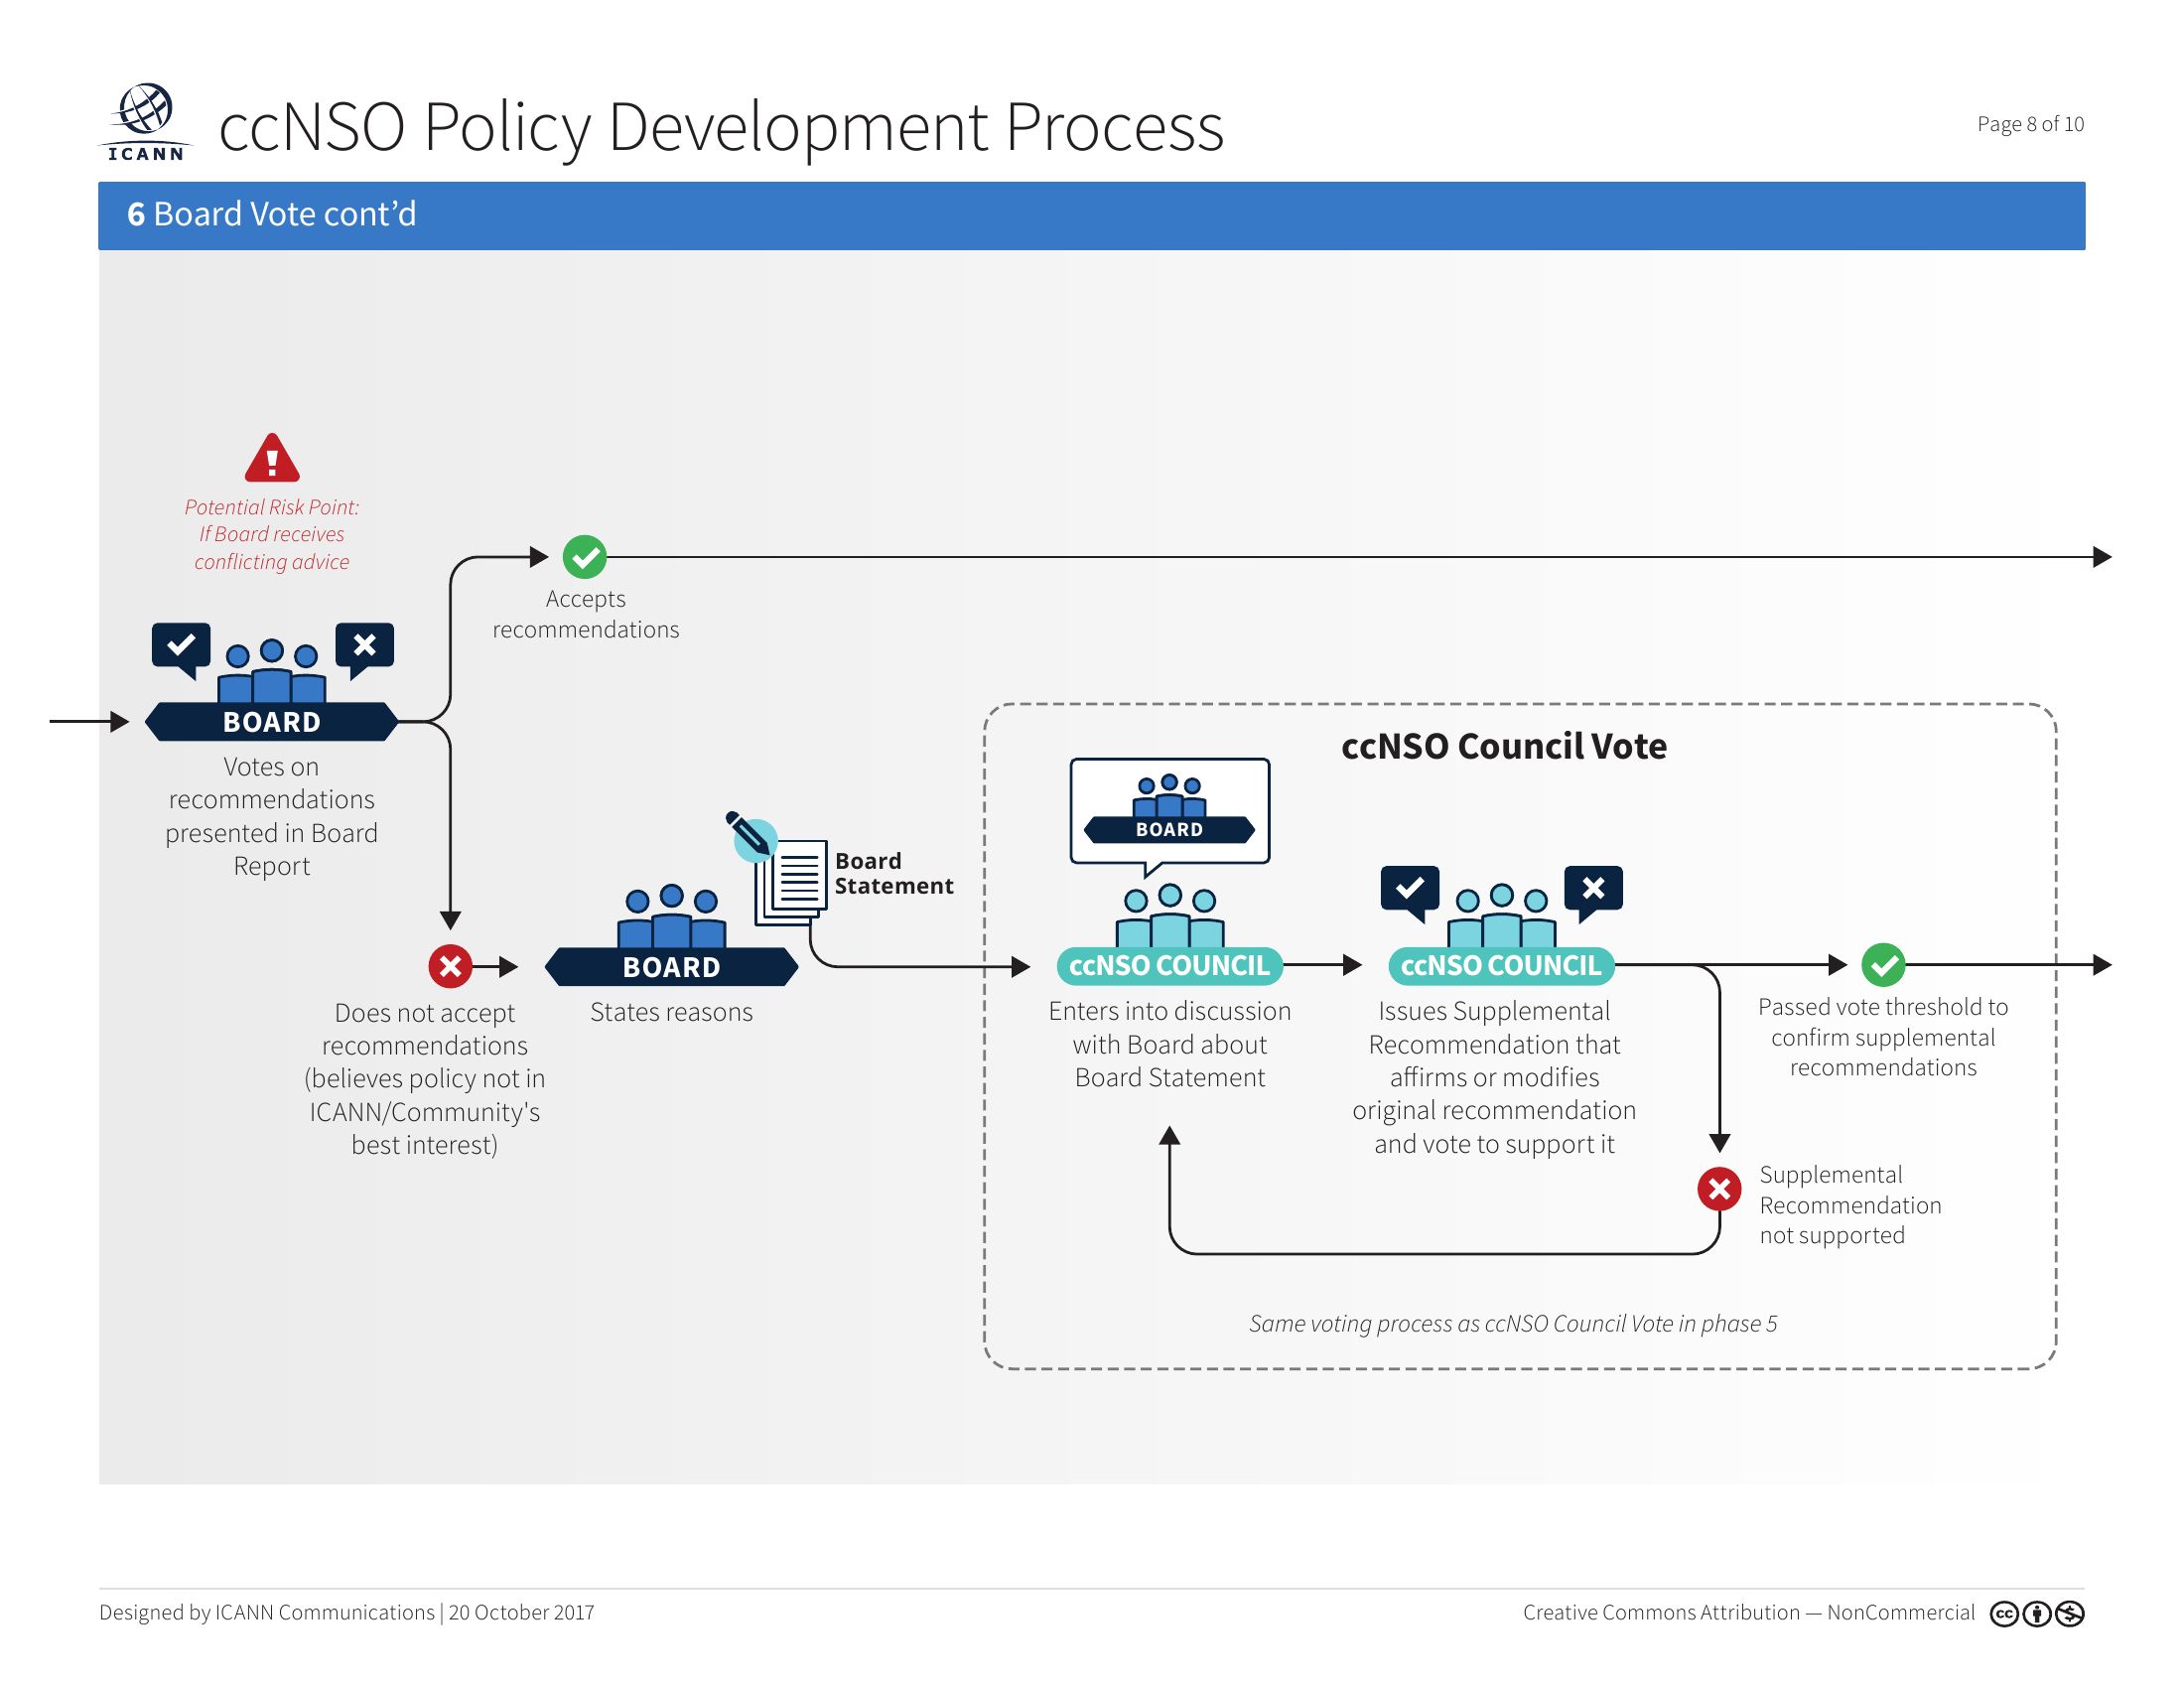 ICANN
ccNSO Policy Development Process
Page 8 of 10
6 Board Vote cont’d
Potential Risk Point:
If Board receives
conflicting advice
Accepts
recommendations
BOARD
Votes on
recommendations
presented in Board
Report
Does not accept
recommendations
(believes policy not in
ICANN/Community's
best interest)
Board
Statement
BOARD
States reasons
ccNSO Council Vote
BOARD
ccNSO COUNCIL
Enters into discussion
with Board about
Board Statement
ccNSO COUNCIL
Issues Supplemental
Recommendation that
affirms or modifies
original recommendation
and vote to support it
Passed vote threshold to
confirm supplemental
recommendations
Supplemental
Recommendation
not supported
Same voting process as ccNSO Council Vote in phase 5
Designed by ICANN Communications | 20 October 2017
Creative Commons Attribution — NonCommercial
cc